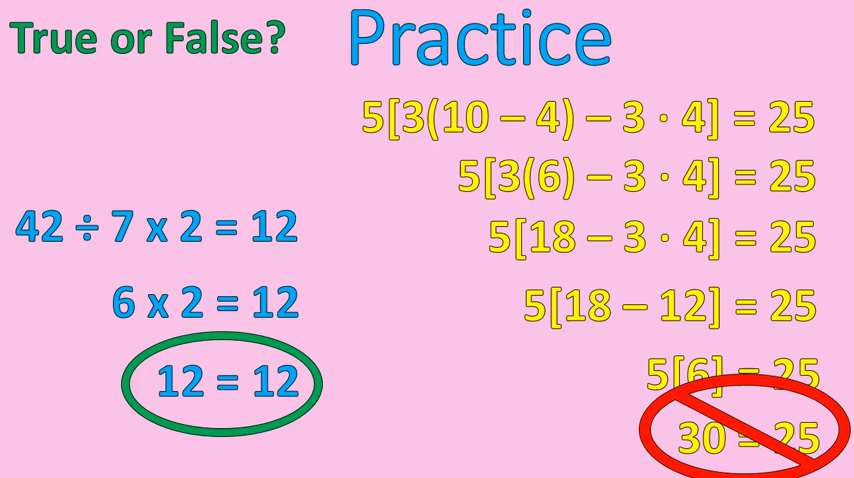 True or False?
Practice
42 ÷ 7 x 2 = 12
6 x 2 = 12
12 = 12
5[3(10 – 4) – 3 · 4] = 25
5[3(6) – 3 · 4] = 25
5[18 – 3 · 4] = 25
5[18 – 12] = 25
5[6] = 25
30 = 25